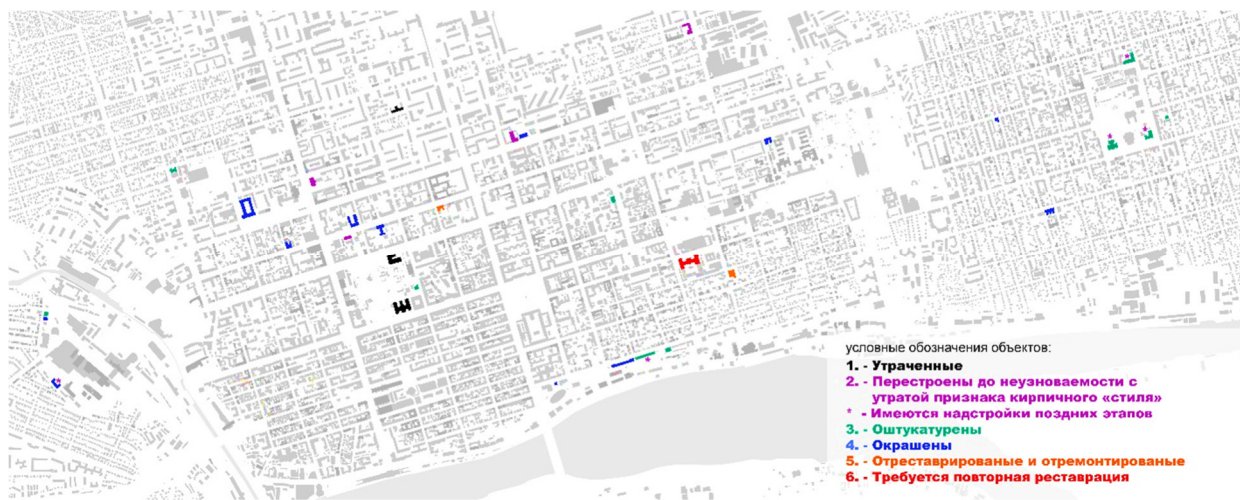 условные обозначения объектов:
1. - Утраченные
2. - Перестроены до неузноваемости с
утратой признака кирпичного «стиля»
* - Имеются надстройки поздних этапов
3. - Оштукатурены
4. - Окрашены
5. - Отреставрированые и отремонтированые
6. - Требуется повторная реставрация